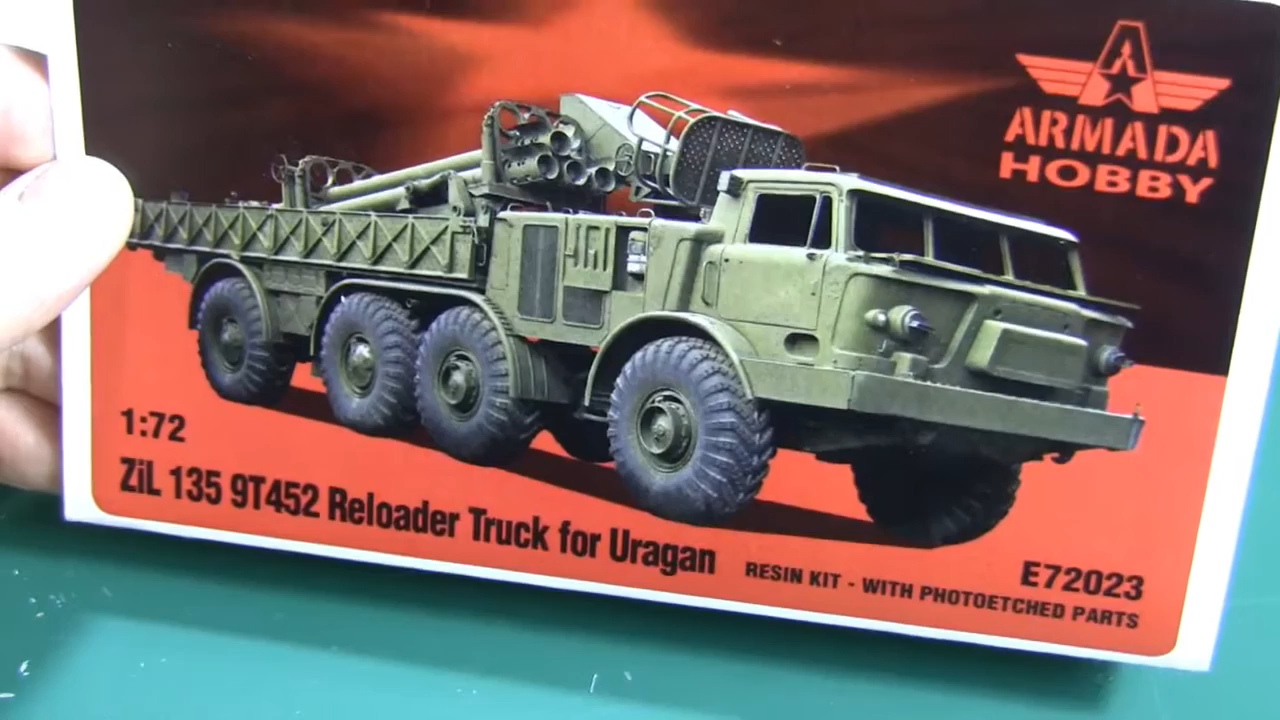 ARMADA
HOBBY
1:72
ZiL 135 9T452 Reloader Truck for Uragan
RESIN KIT - WITH PHOTOETCHED PARTS
E72023